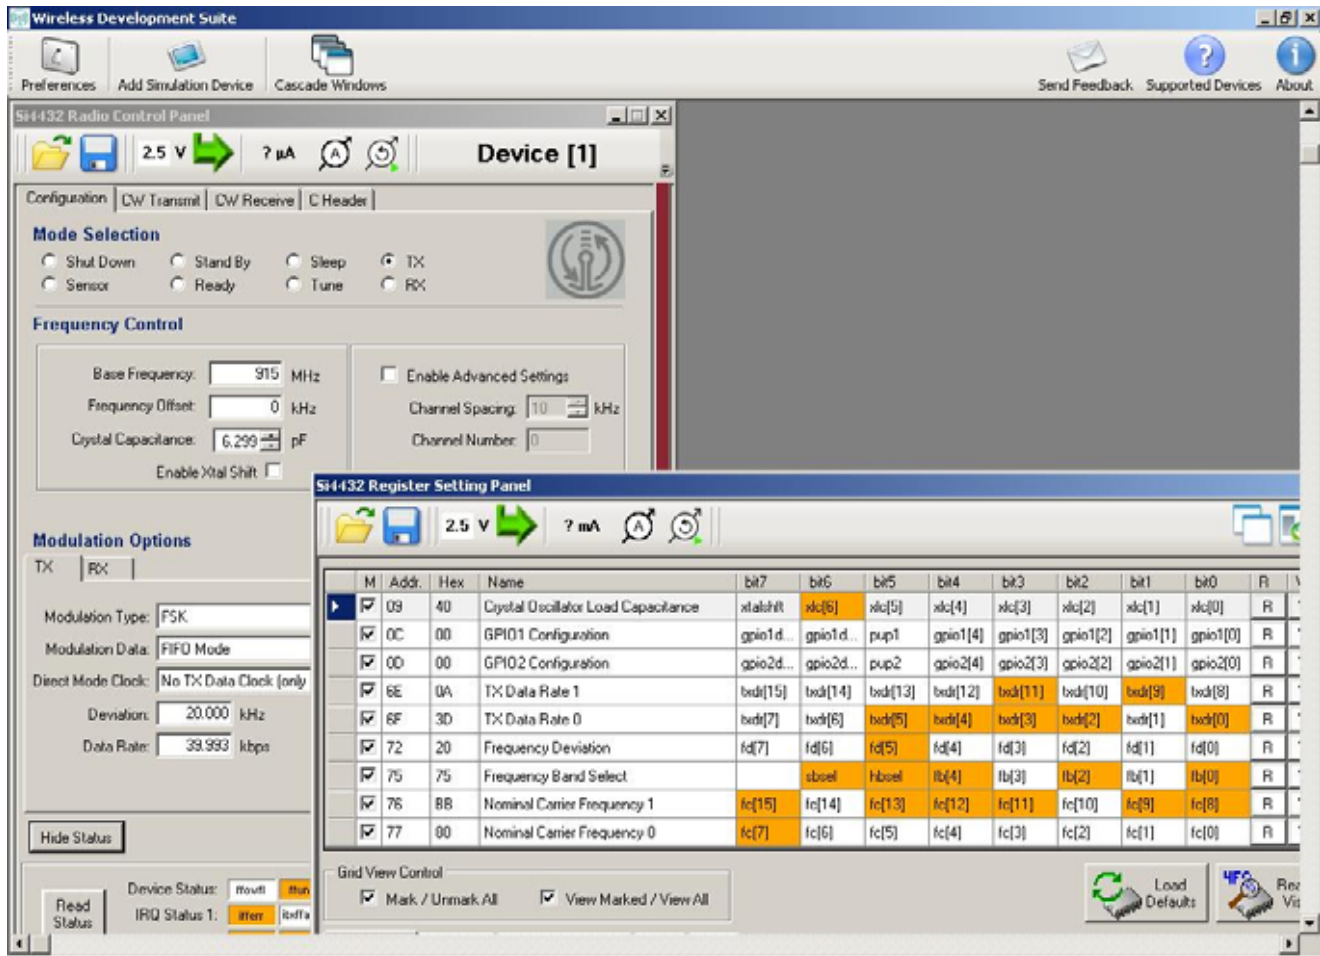 Wireless Development Suite
Preferences Add Simulation Device Cascade Windows Send Feedback Supported Devices About
Si4432 Radio Control Panel
2.5 V ? µA A Device [1]
Configuration CW Transmit CW Receive C Header
Mode Selection
Shut Down Stand By Sleep TX
Sensor Ready Tune RX
Frequency Control
Base Frequency: 915 MHz Enable Advanced Settings
Frequency Offset: 0 kHz Channel Spacing: 10 kHz
Crystal Capacitance: 6.299 pF Channel Number: 0
Enable Xtal Shift
Si4432 Register Setting Panel
2.5 V ? mA A
Modulation Options
TX RX
Modulation Type: FSK
Modulation Data: FIFO Mode
Direct Mode Clock: No TX Data Clock (only
Deviation: 20.000 kHz
Data Rate: 39.993 kbps
M Addr. Hex Name bit7 bit6 bit5 bit4 bit3 bit2 bit1 bit0 R
09 40 Crystal Oscillator Load Capacitance xtalshft xlc[6] xlc[5] xlc[4] xlc[3] xlc[2] xlc[1] xlc[0] R
0C 00 GPIO1 Configuration gpio1d... gpio1d... pup1 gpio1[4] gpio1[3] gpio1[2] gpio1[1] gpio1[0] R
0D 00 GPIO2 Configuration gpio2d... gpio2d... pup2 gpio2[4] gpio2[3] gpio2[2] gpio2[1] gpio2[0] R
6E 0A TX Data Rate 1 txdr[15] txdr[14] txdr[13] txdr[12] txdr[11] txdr[10] txdr[9] txdr[8] R
6F 3D TX Data Rate 0 txdr[7] txdr[6] txdr[5] txdr[4] txdr[3] txdr[2] txdr[1] txdr[0] R
72 20 Frequency Deviation fd[7] fd[6] fd[5] fd[4] fd[3] fd[2] fd[1] fd[0] R
75 75 Frequency Band Select sbsel hbsel fb[4] fb[3] fb[2] fb[1] fb[0] R
76 BB Nominal Carrier Frequency 1 fc[15] fc[14] fc[13] fc[12] fc[11] fc[10] fc[9] fc[8] R
77 80 Nominal Carrier Frequency 0 fc[7] fc[6] fc[5] fc[4] fc[3] fc[2] fc[1] fc[0] R
Hide Status
Grid View Control
Mark / Unmark All View Marked / View All
Load Defaults
Read Status
Device Status: ffovfl ffun
IRQ Status 1: ifferr